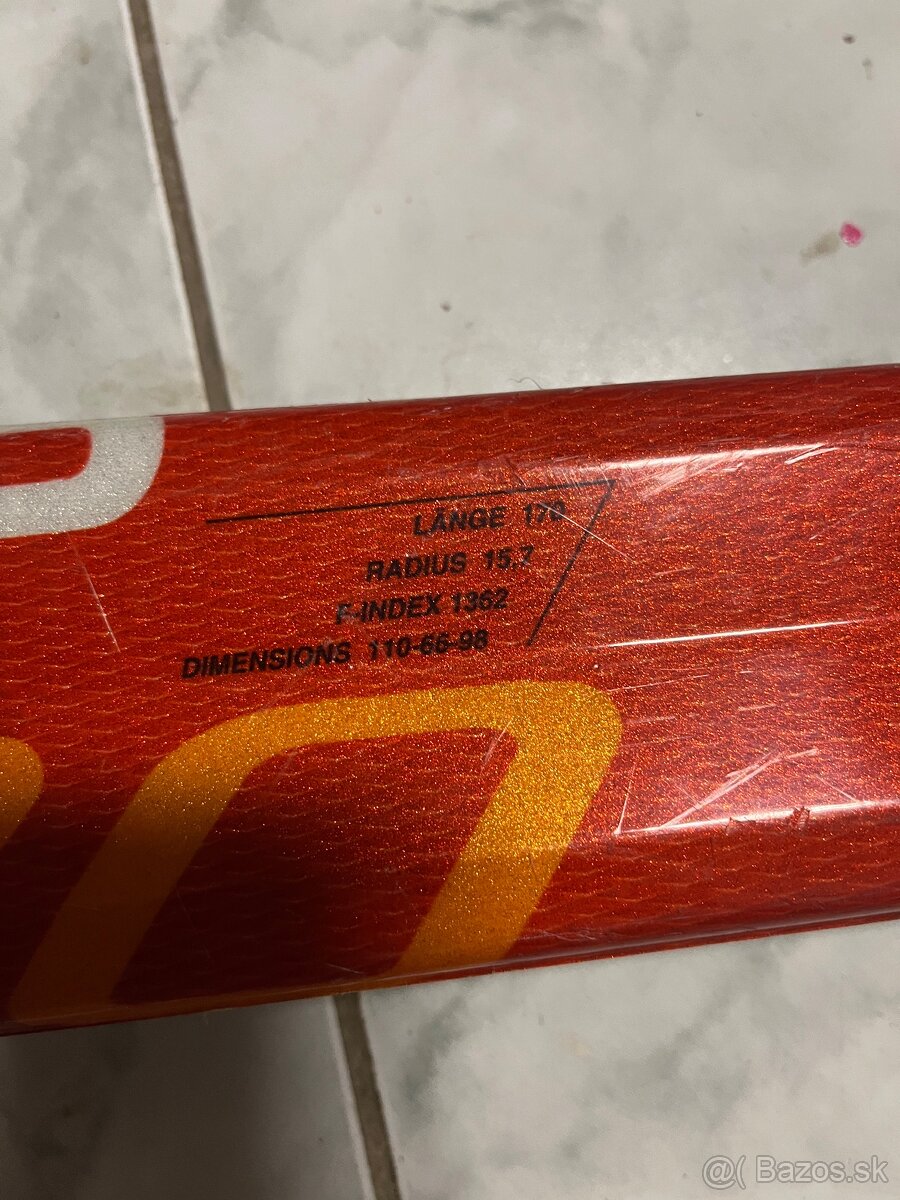 LÄNGE 170
RADIUS 15,7
F-INDEX 1362
DIMENSIONS 110-66-98
@( Bazos.sk